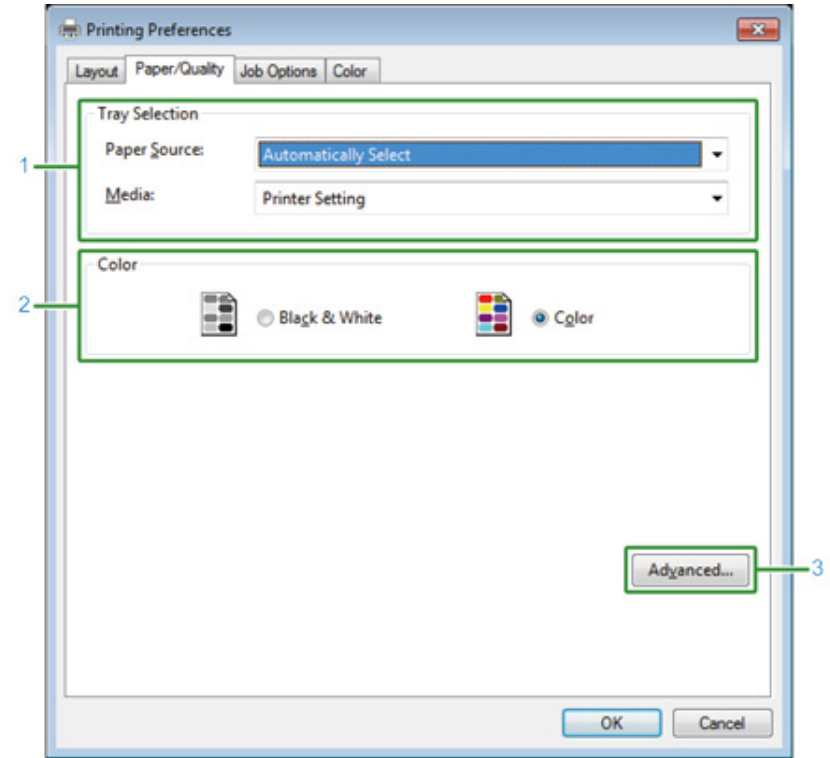 Printing Preferences
Layout Paper/Quality Job Options Color
Tray Selection
1
Paper Source: Automatically Select
Media: Printer Setting
Color
2
Black & White Color
Advanced...
3
OK Cancel